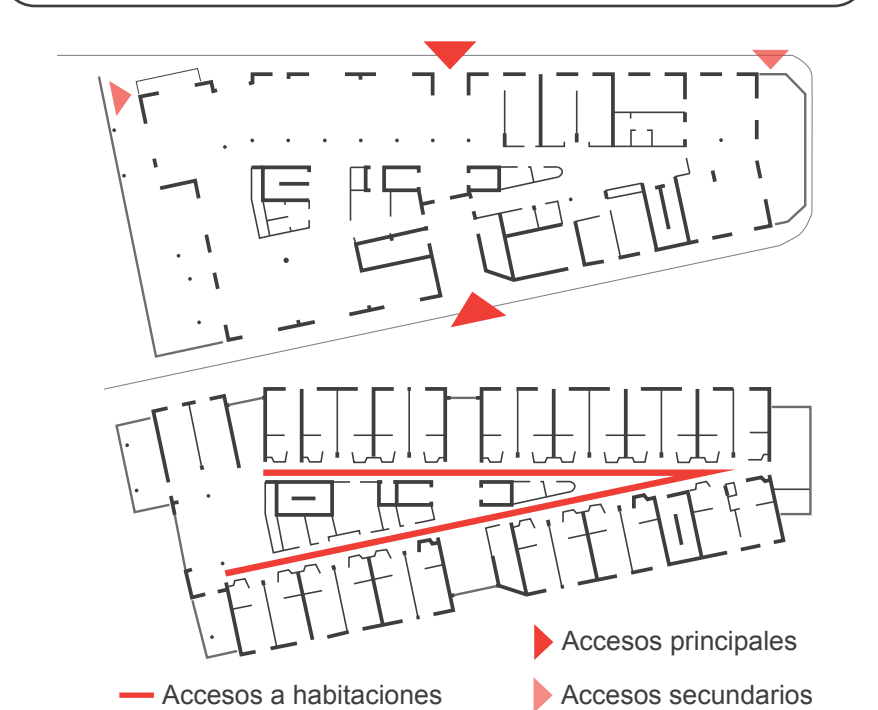 Accesos principales
Accesos a habitaciones
Accesos secundarios